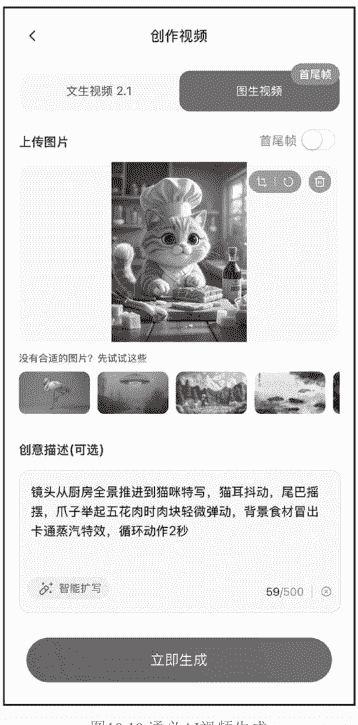 创作视频
首尾帧
文生视频 2.1
图生视频
上传图片
首尾帧
没有合适的图片？先试试这些
创意描述(可选)
镜头从厨房全景推进到猫咪特写，猫耳抖动，尾巴摇
摆，爪子举起五花肉时肉块轻微弹动，背景食材冒出
卡通蒸汽特效，循环动作2秒
智能扩写
59/500
立即生成